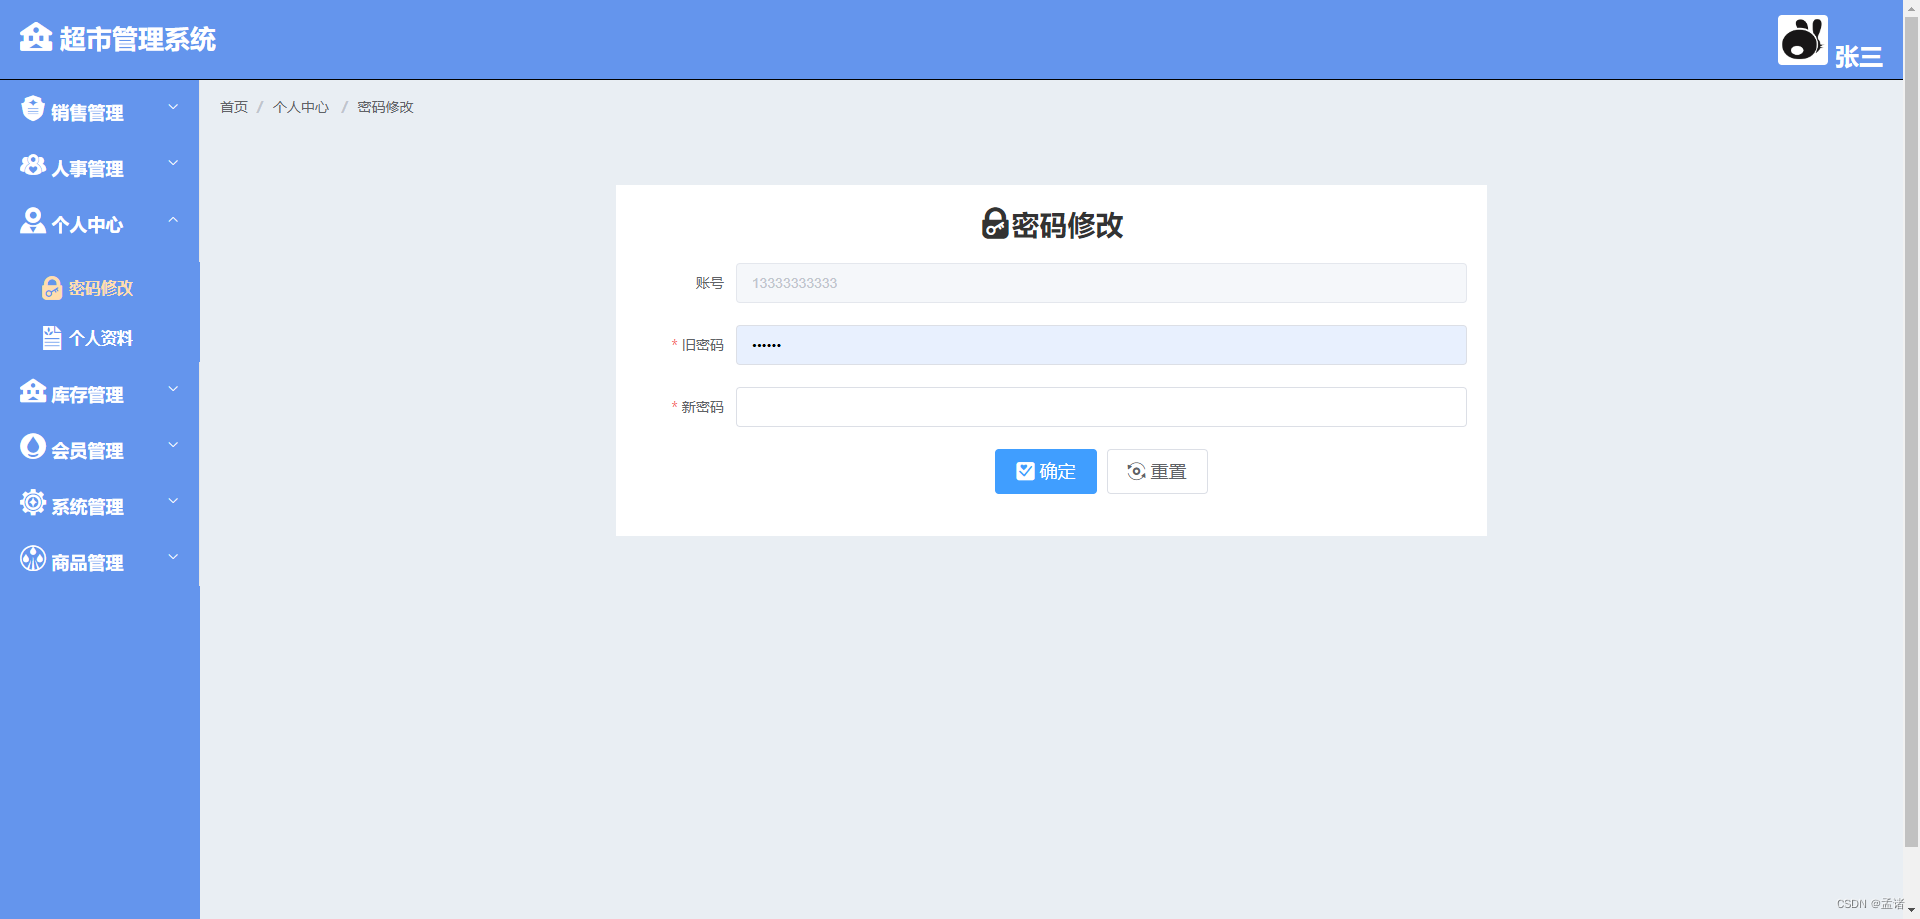 超市管理系统
张三
销售管理
人事管理
个人中心
密码修改
个人资料
库存管理
会员管理
系统管理
商品管理
首页 / 个人中心 / 密码修改
密码修改
账号 13333333333
* 旧密码 ••••••
* 新密码
确定 重置
CSDN @孟诸